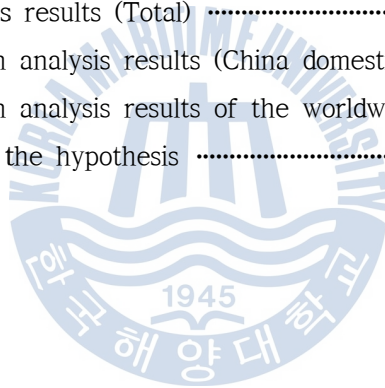 s results (Total) ································
n analysis results (China domest
n analysis results of the worldw
the hypothesis ································
KOREA MARITIME UNIVERSITY
1945
한국해양대학교